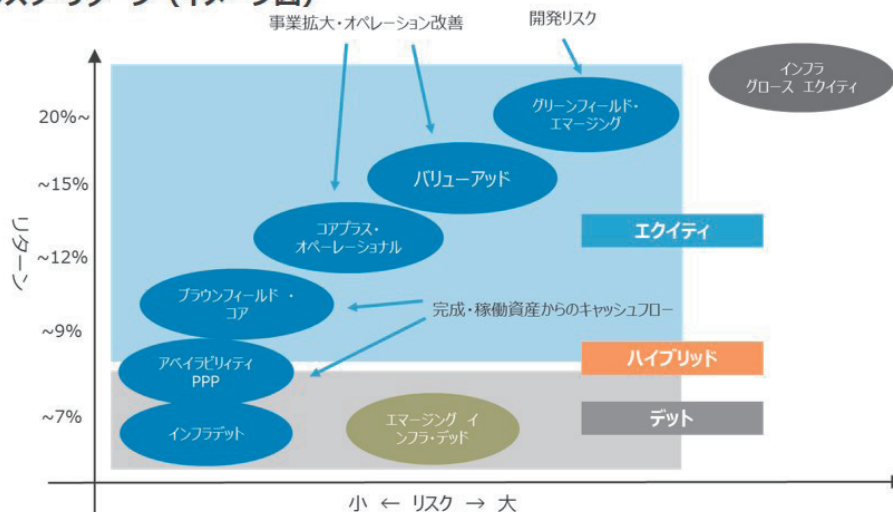 (イメージ図)
事業拡大・オペレーション改善
開発リスク
インフラ
グロース エクイティ
グリーンフィールド・
エマージング
20%~
バリューアッド
~15%
コアプラス・
オペレーショナル
エクイティ
リターン
~12%
ブラウンフィールド ・
コア
完成・稼働資産からのキャッシュフロー
~9%
アベイラビリティ
PPP
ハイブリッド
~7%
インフラデット
エマージング イ
ンフラ・デッド
デット
小 ← リスク → 大